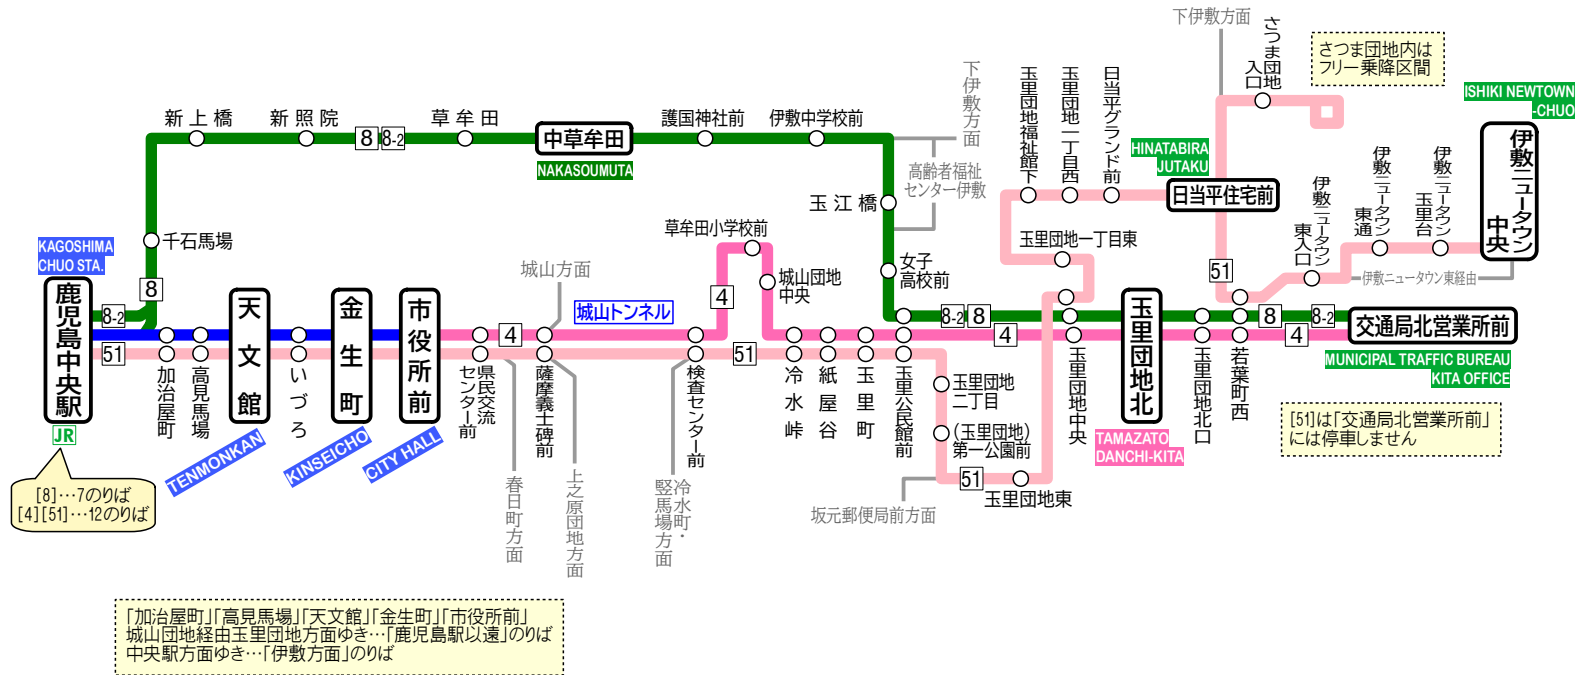 下伊敷方面
さつま団地
入口
さつま団地内は
フリー乗降区間
ISHIKI NEWTOWN
-CHUO
伊敷ニュータウン
中央
新上橋
新照院
8
8-2
草牟田
中草牟田
NAKASOUMUTA
護国神社前
伊敷中学校前
下伊敷方面
高齢者福祉
センター伊敷
玉里団地福祉館下
玉里団地一丁目西
日当平グランド前
HINATABIRA
JUTAKU
日当平住宅前
伊敷ニュータウン
東入口
伊敷ニュータウン
東通
伊敷ニュータウン
玉里台
伊敷ニュータウン東経由
51
千石馬場
玉江橋
女子
高校前
草牟田小学校前
城山団地
中央
玉里団地一丁目東
KAGOSHIMA
CHUO STA.
鹿児島中央駅
JR
8
8-2
51
城山方面
城山トンネル
4
4
51
8-2
8
4
8
8-2
4
加治屋町
高見馬場
天文館
TENMONKAN
いづろ
金生町
KINSEICHO
市役所前
CITY HALL
県民交流
センター前
薩摩義士碑前
検査センター前
冷水峠
紙屋谷
玉里町
玉里公民館前
玉里団地
二丁目
(玉里団地)
第一公園前
51
玉里団地東
玉里団地中央
玉里団地北
TAMAZATO
DANCHI-KITA
玉里団地北口
若葉町西
交通局北営業所前
MUNICIPAL TRAFFIC BUREAU
KITA OFFICE
[51]は「交通局北営業所前」
には停車しません
春日町方面
上之原団地方面
冷水町・
竪馬場方面
坂元郵便局前方面
[8]…7のりば
[4][51]…12のりば
「加治屋町」「高見馬場」「天文館」「金生町」「市役所前」
城山団地経由玉里団地方面ゆき…「鹿児島駅以遠」のりば
中央駅方面ゆき…「伊敷方面」のりば